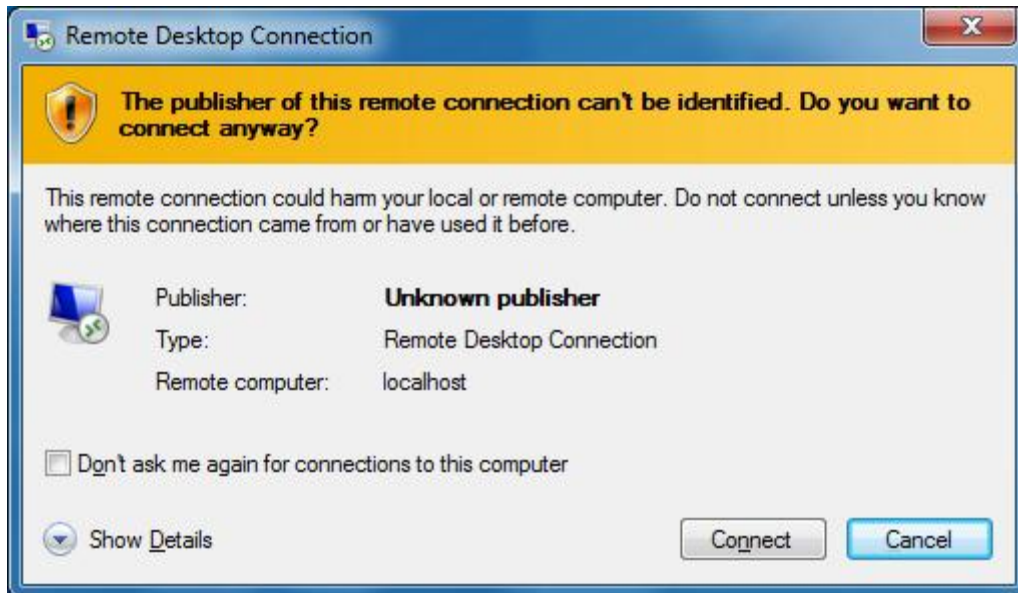 Remote Desktop Connection
The publisher of this remote connection can't be identified. Do you want to
connect anyway?
This remote connection could harm your local or remote computer. Do not connect unless you know
where this connection came from or have used it before.
Publisher: Unknown publisher
Type: Remote Desktop Connection
Remote computer: localhost
Don't ask me again for connections to this computer
Show Details Connect Cancel